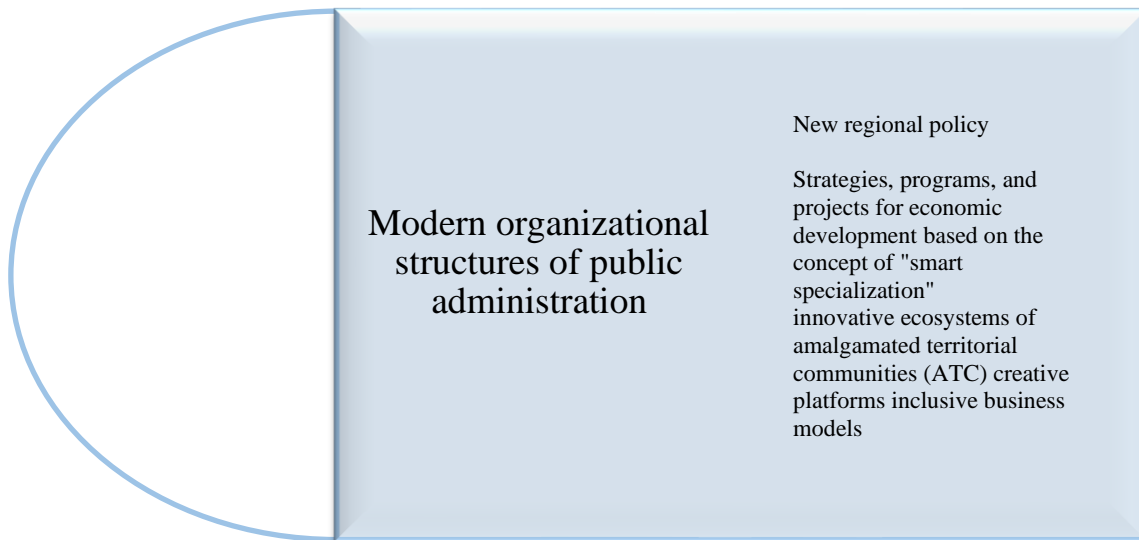 Modern organizational
structures of public
administration
New regional policy
Strategies, programs, and
projects for economic
development based on the
concept of "smart
specialization"
innovative ecosystems of
amalgamated territorial
communities (ATC) creative
platforms inclusive business
models